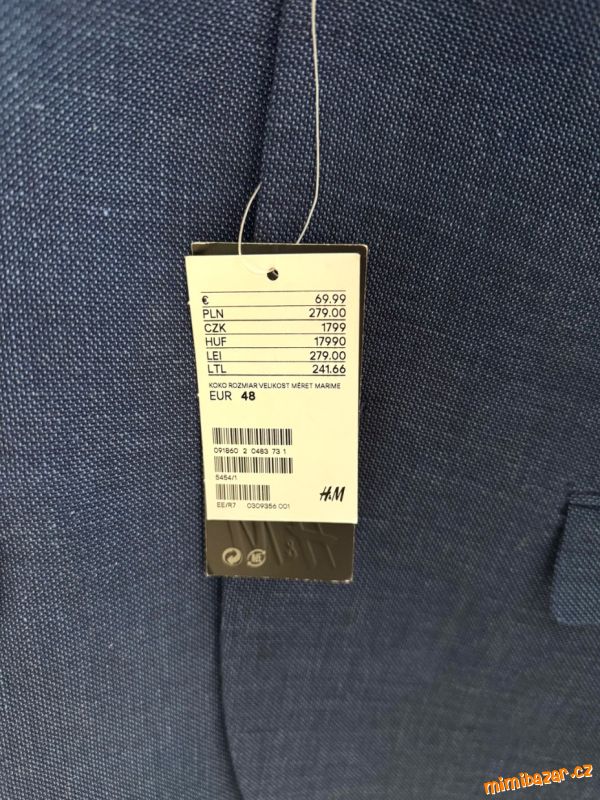 € 69.99
PLN 279.00
CZK 1799
HUF 17990
LEI 279.00
LTL 241.66
KOKO ROZMIAR VELIKOST MÉRET MARIME
EUR 48
091860 2 0483 73 1
5454/1
H&M
EE/R7 0309356 001
mimibazar.cz